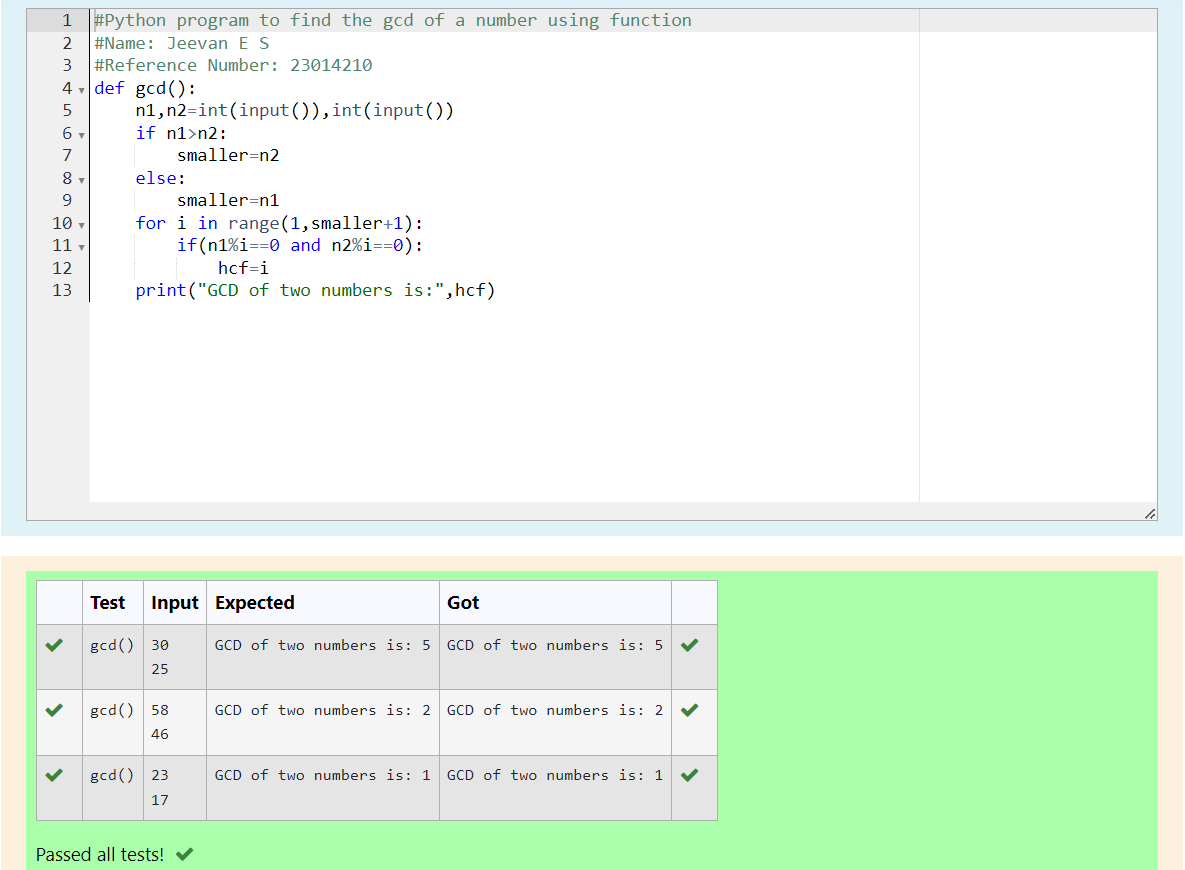 1 #Python program to find the gcd of a number using function
2 #Name: Jeevan E S
3 #Reference Number: 23014210
4 def gcd():
5     n1,n2=int(input()),int(input())
6     if n1>n2:
7         smaller=n2
8     else:
9         smaller=n1
10     for i in range(1,smaller+1):
11         if(n1%i==0 and n2%i==0):
12             hcf=i
13     print("GCD of two numbers is:",hcf)
Test Input Expected Got
gcd() 30 GCD of two numbers is: 5 GCD of two numbers is: 5
25
gcd() 58 GCD of two numbers is: 2 GCD of two numbers is: 2
46
gcd() 23 GCD of two numbers is: 1 GCD of two numbers is: 1
17
Passed all tests!